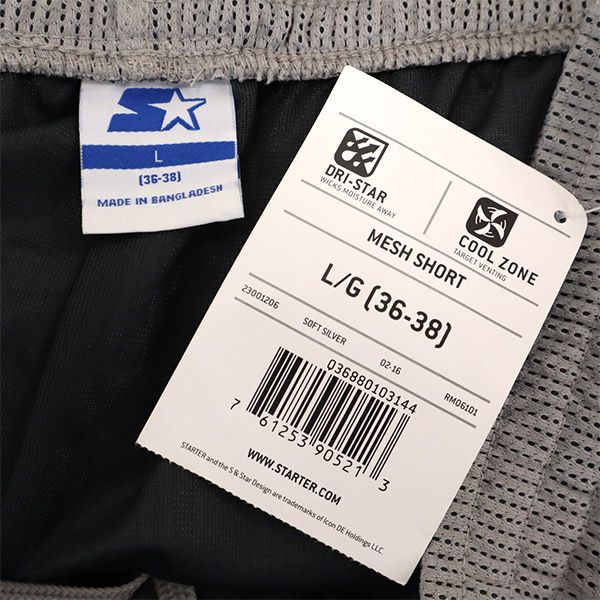 L
(36-38)
MADE IN BANGLADESH
DRI-STAR
WICKS MOISTURE AWAY
COOL ZONE
TARGET VENTING
MESH SHORT
L/G (36-38)
23001206
SOFT SILVER
02-16
RM06101
036880103144
7 61253 90521 3
WWW.STARTER.COM
STARTER and the S & Star Design are trademarks of Icon DE Holdings LLC.